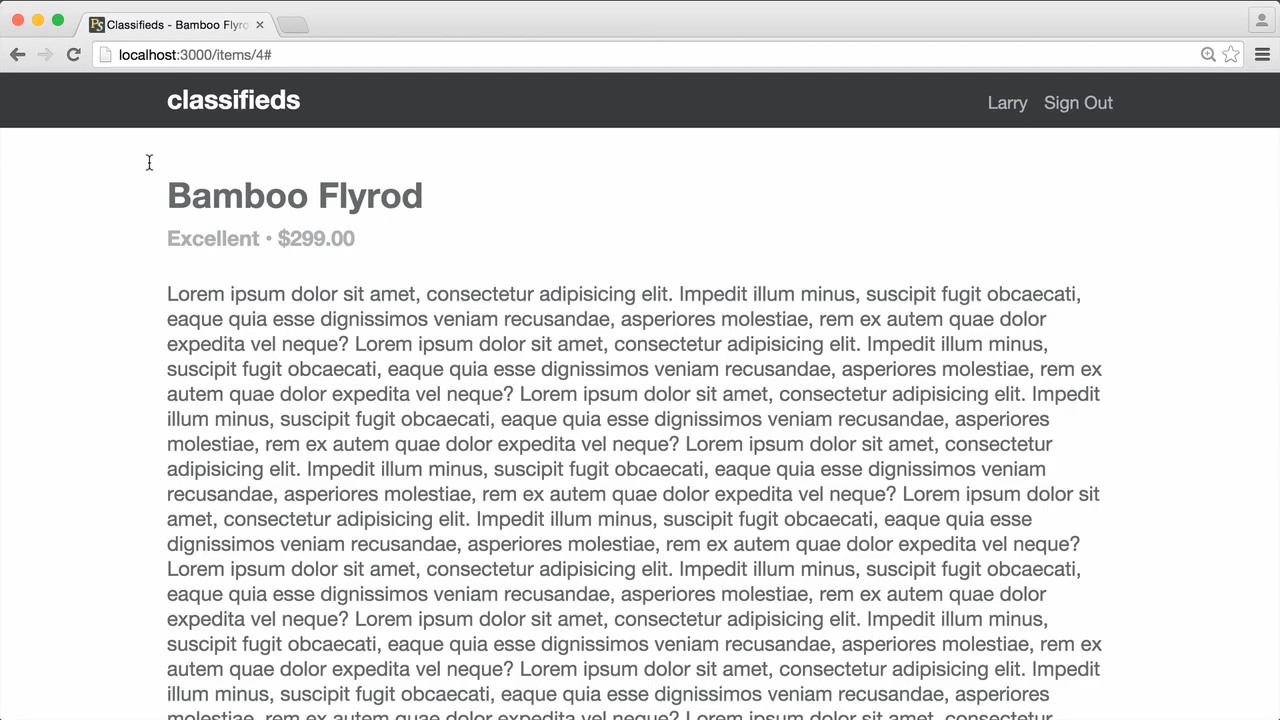 Classifieds - Bamboo Flyro
localhost:3000/items/4#
classifieds
Larry Sign Out
Bamboo Flyrod
Excellent • $299.00
Lorem ipsum dolor sit amet, consectetur adipisicing elit. Impedit illum minus, suscipit fugit obcaecati,
eaque quia esse dignissimos veniam recusandae, asperiores molestiae, rem ex autem quae dolor
expedita vel neque? Lorem ipsum dolor sit amet, consectetur adipisicing elit. Impedit illum minus,
suscipit fugit obcaecati, eaque quia esse dignissimos veniam recusandae, asperiores molestiae, rem ex
autem quae dolor expedita vel neque? Lorem ipsum dolor sit amet, consectetur adipisicing elit. Impedit
illum minus, suscipit fugit obcaecati, eaque quia esse dignissimos veniam recusandae, asperiores
molestiae, rem ex autem quae dolor expedita vel neque? Lorem ipsum dolor sit amet, consectetur
adipisicing elit. Impedit illum minus, suscipit fugit obcaecati, eaque quia esse dignissimos veniam
recusandae, asperiores molestiae, rem ex autem quae dolor expedita vel neque? Lorem ipsum dolor sit
amet, consectetur adipisicing elit. Impedit illum minus, suscipit fugit obcaecati, eaque quia esse
dignissimos veniam recusandae, asperiores molestiae, rem ex autem quae dolor expedita vel neque?
Lorem ipsum dolor sit amet, consectetur adipisicing elit. Impedit illum minus, suscipit fugit obcaecati,
eaque quia esse dignissimos veniam recusandae, asperiores molestiae, rem ex autem quae dolor
expedita vel neque? Lorem ipsum dolor sit amet, consectetur adipisicing elit. Impedit illum minus,
suscipit fugit obcaecati, eaque quia esse dignissimos veniam recusandae, asperiores molestiae, rem ex
autem quae dolor expedita vel neque? Lorem ipsum dolor sit amet, consectetur adipisicing elit. Impedit
illum minus, suscipit fugit obcaecati, eaque quia esse dignissimos veniam recusandae, asperiores